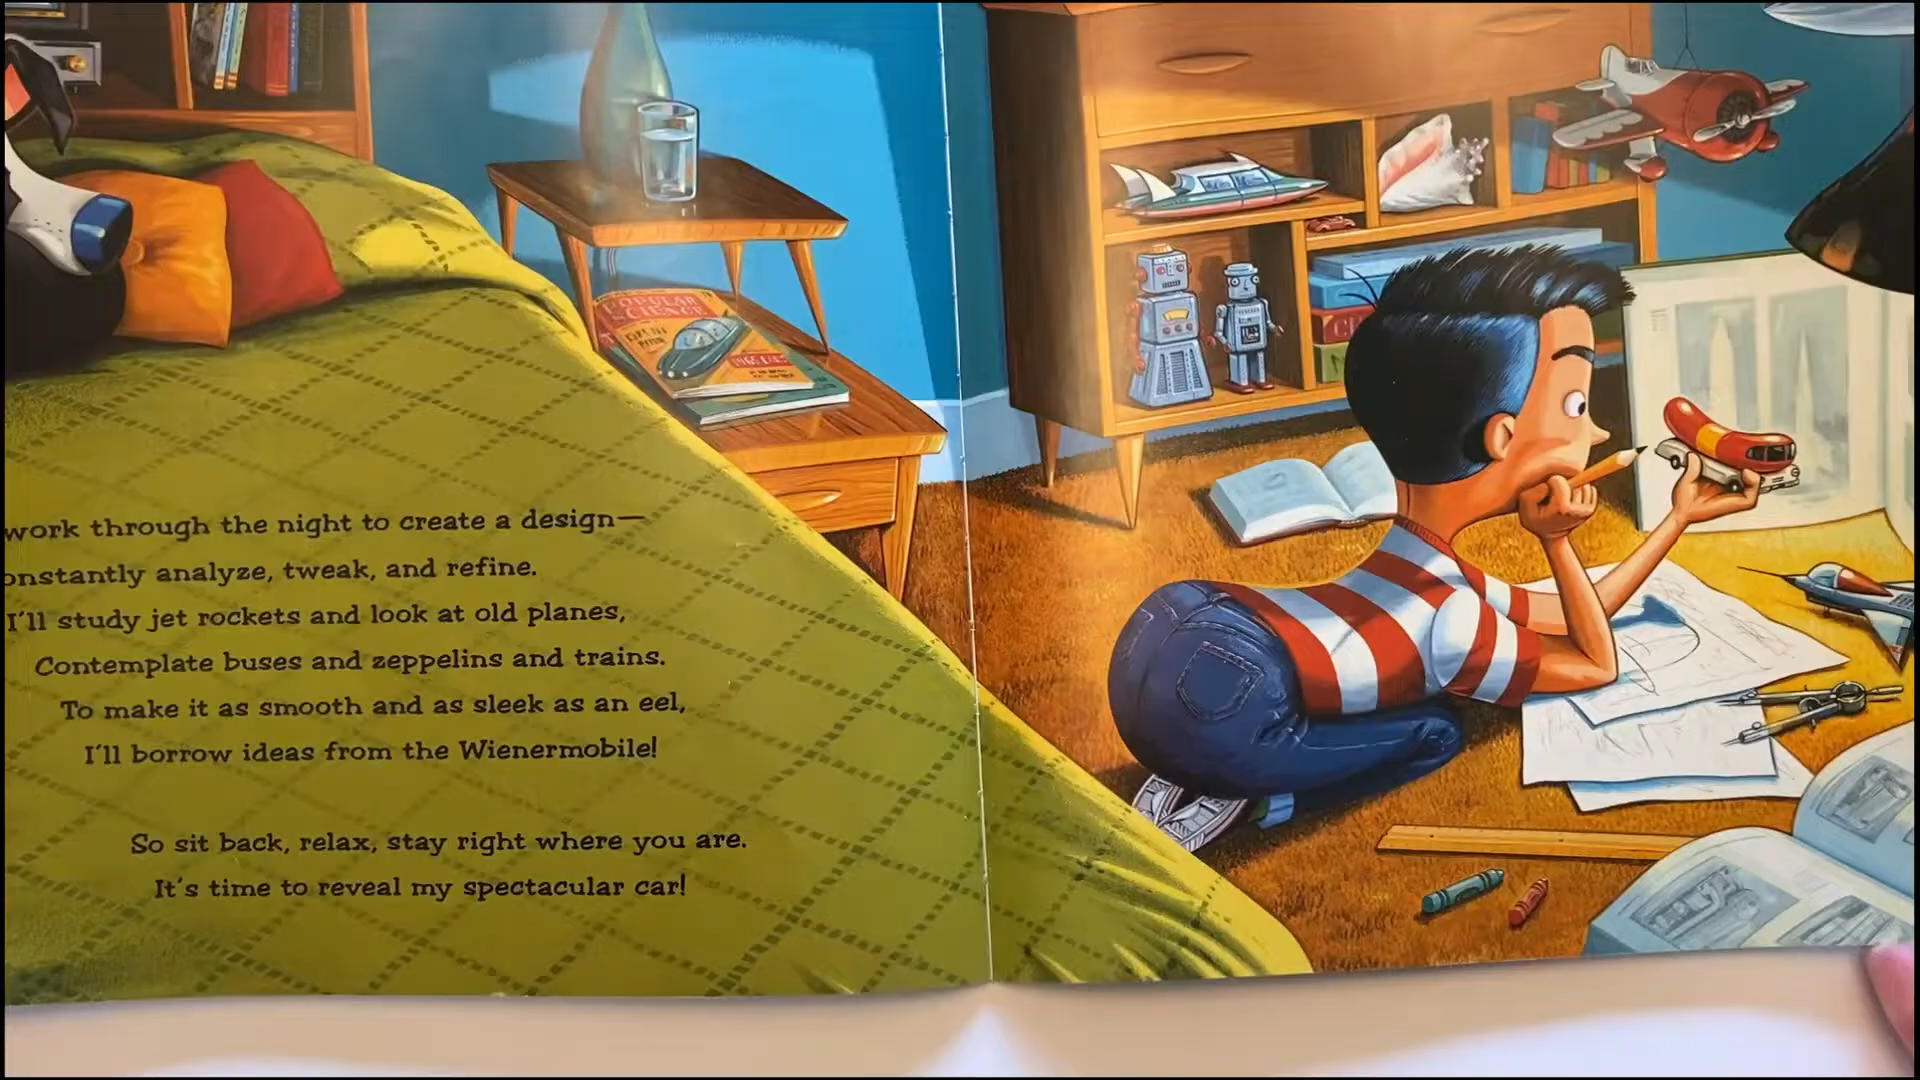 POPULAR
SCIENCE
work through the night to create a design—
onstantly analyze, tweak, and refine.
I'll study jet rockets and look at old planes,
Contemplate buses and zeppelins and trains.
To make it as smooth and as sleek as an eel,
I'll borrow ideas from the Wienermobile!
So sit back, relax, stay right where you are.
It's time to reveal my spectacular car!